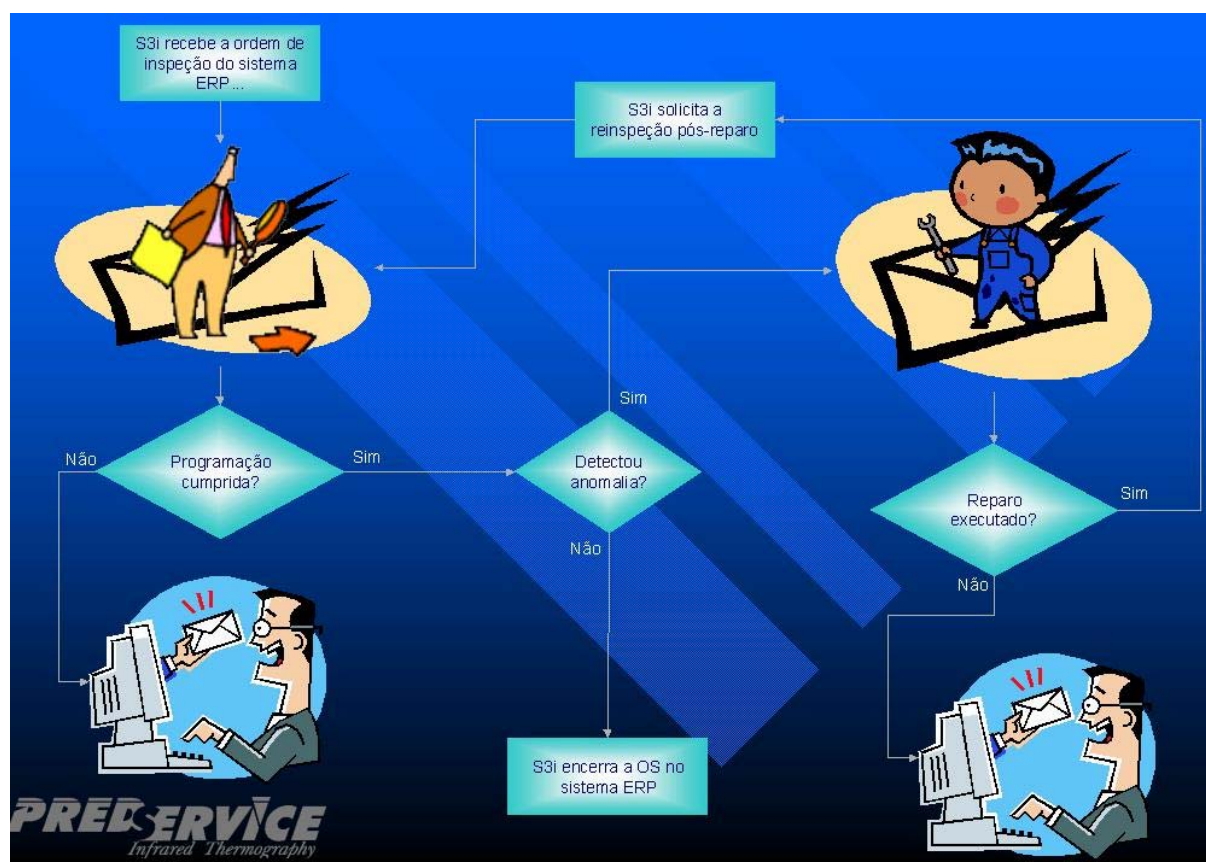 S3i recebe a ordem de
inspeção do sistema
ERP ...
S3i solicita a
reinspeção pós-reparo
Sim
Não
Programação
cumprida?
Sim
Detectou
anomalia?
Reparo
executado?
Sim
Não
Não
S3i encerra a OS no
sistema ERP
PREDSERVICE
Infrared Thermography